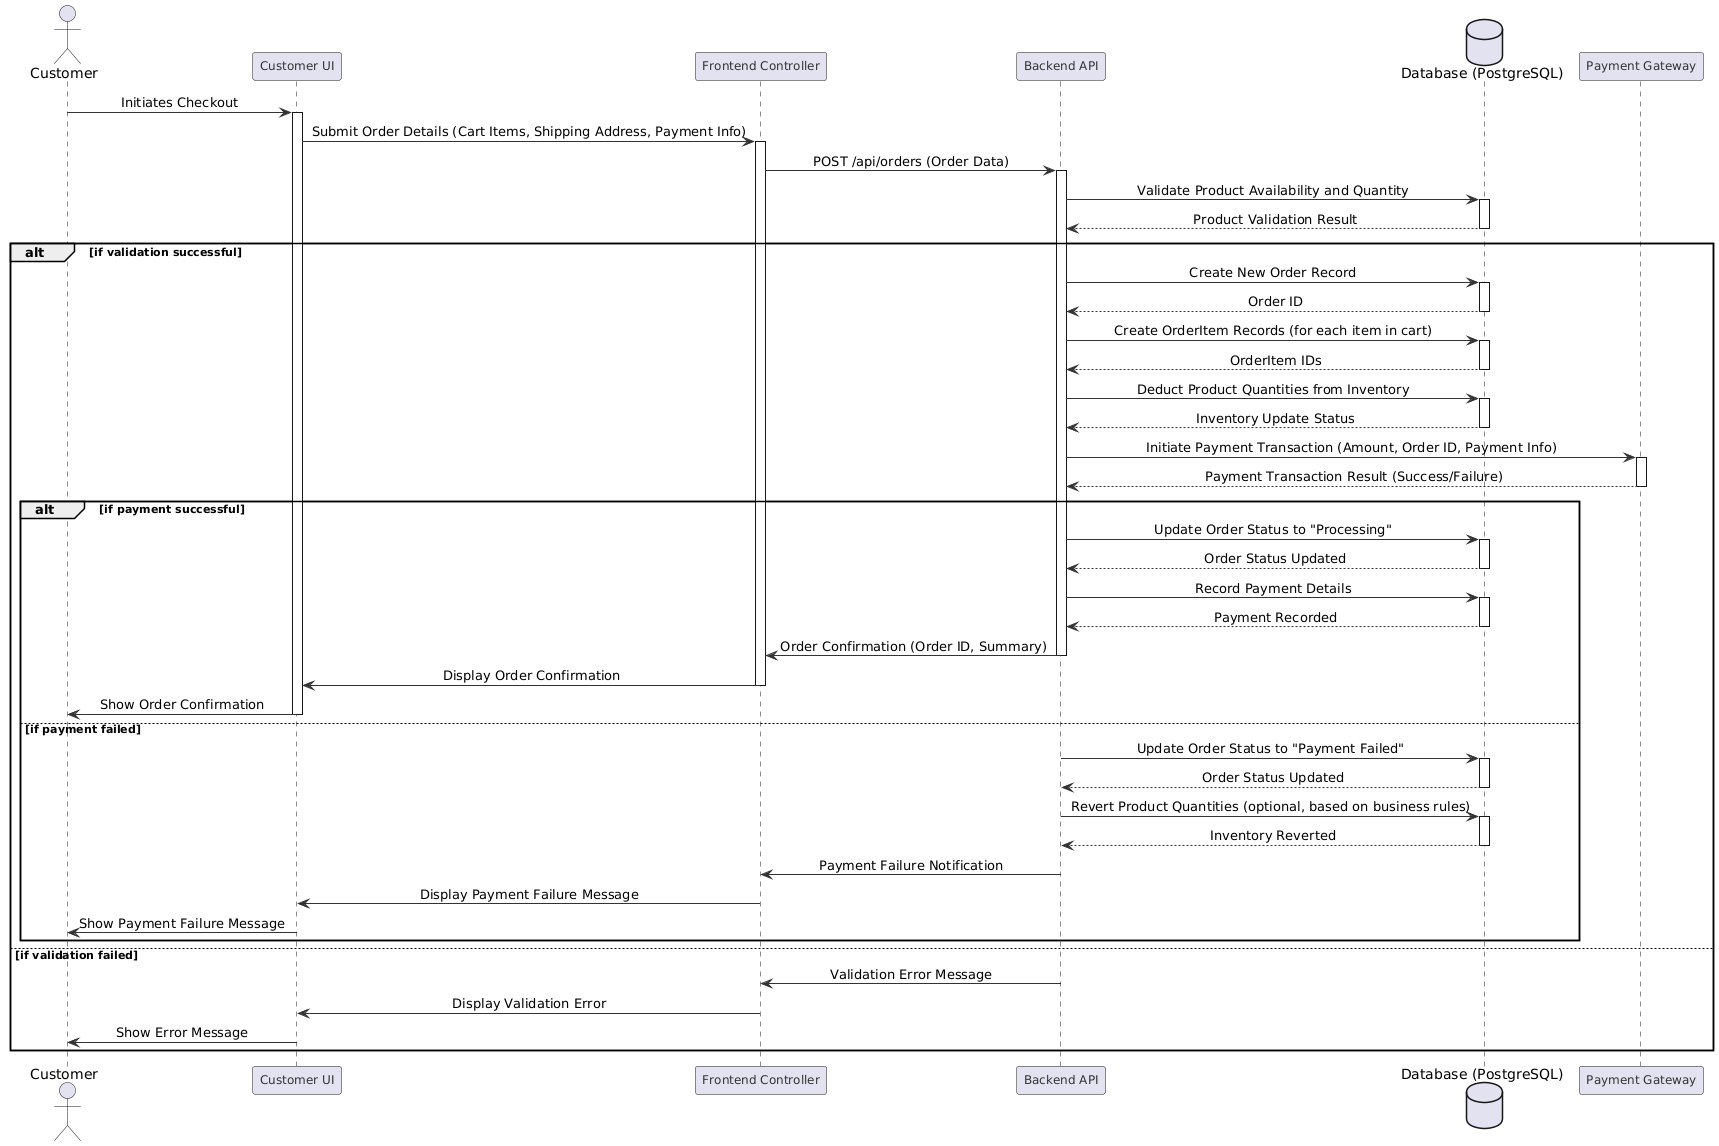 Customer
Customer UI
Frontend Controller
Backend API
Database (PostgreSQL)
Payment Gateway
Initiates Checkout
Submit Order Details (Cart Items, Shipping Address, Payment Info)
POST /api/orders (Order Data)
Validate Product Availability and Quantity
Product Validation Result
alt
[if validation successful]
Create New Order Record
Order ID
Create OrderItem Records (for each item in cart)
OrderItem IDs
Deduct Product Quantities from Inventory
Inventory Update Status
Initiate Payment Transaction (Amount, Order ID, Payment Info)
Payment Transaction Result (Success/Failure)
alt
[if payment successful]
Update Order Status to "Processing"
Order Status Updated
Record Payment Details
Payment Recorded
Order Confirmation (Order ID, Summary)
Display Order Confirmation
Show Order Confirmation
[if payment failed]
Update Order Status to "Payment Failed"
Order Status Updated
Revert Product Quantities (optional, based on business rules)
Inventory Reverted
Payment Failure Notification
Display Payment Failure Message
Show Payment Failure Message
[if validation failed]
Validation Error Message
Display Validation Error
Show Error Message
Customer
Customer UI
Frontend Controller
Backend API
Database (PostgreSQL)
Payment Gateway